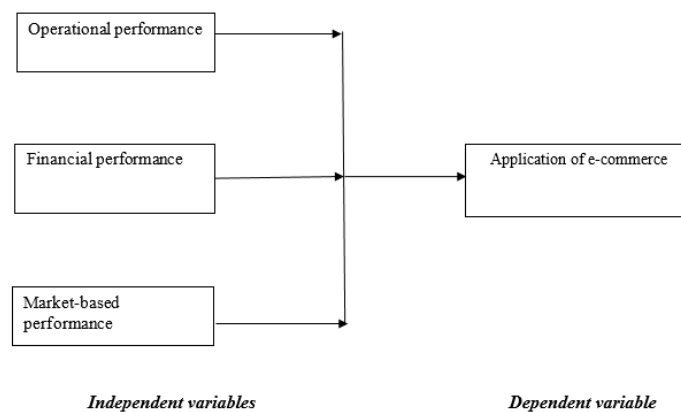 Operational performance
Financial performance
Application of e-commerce
Market-based
performance
Independent variables
Dependent variable